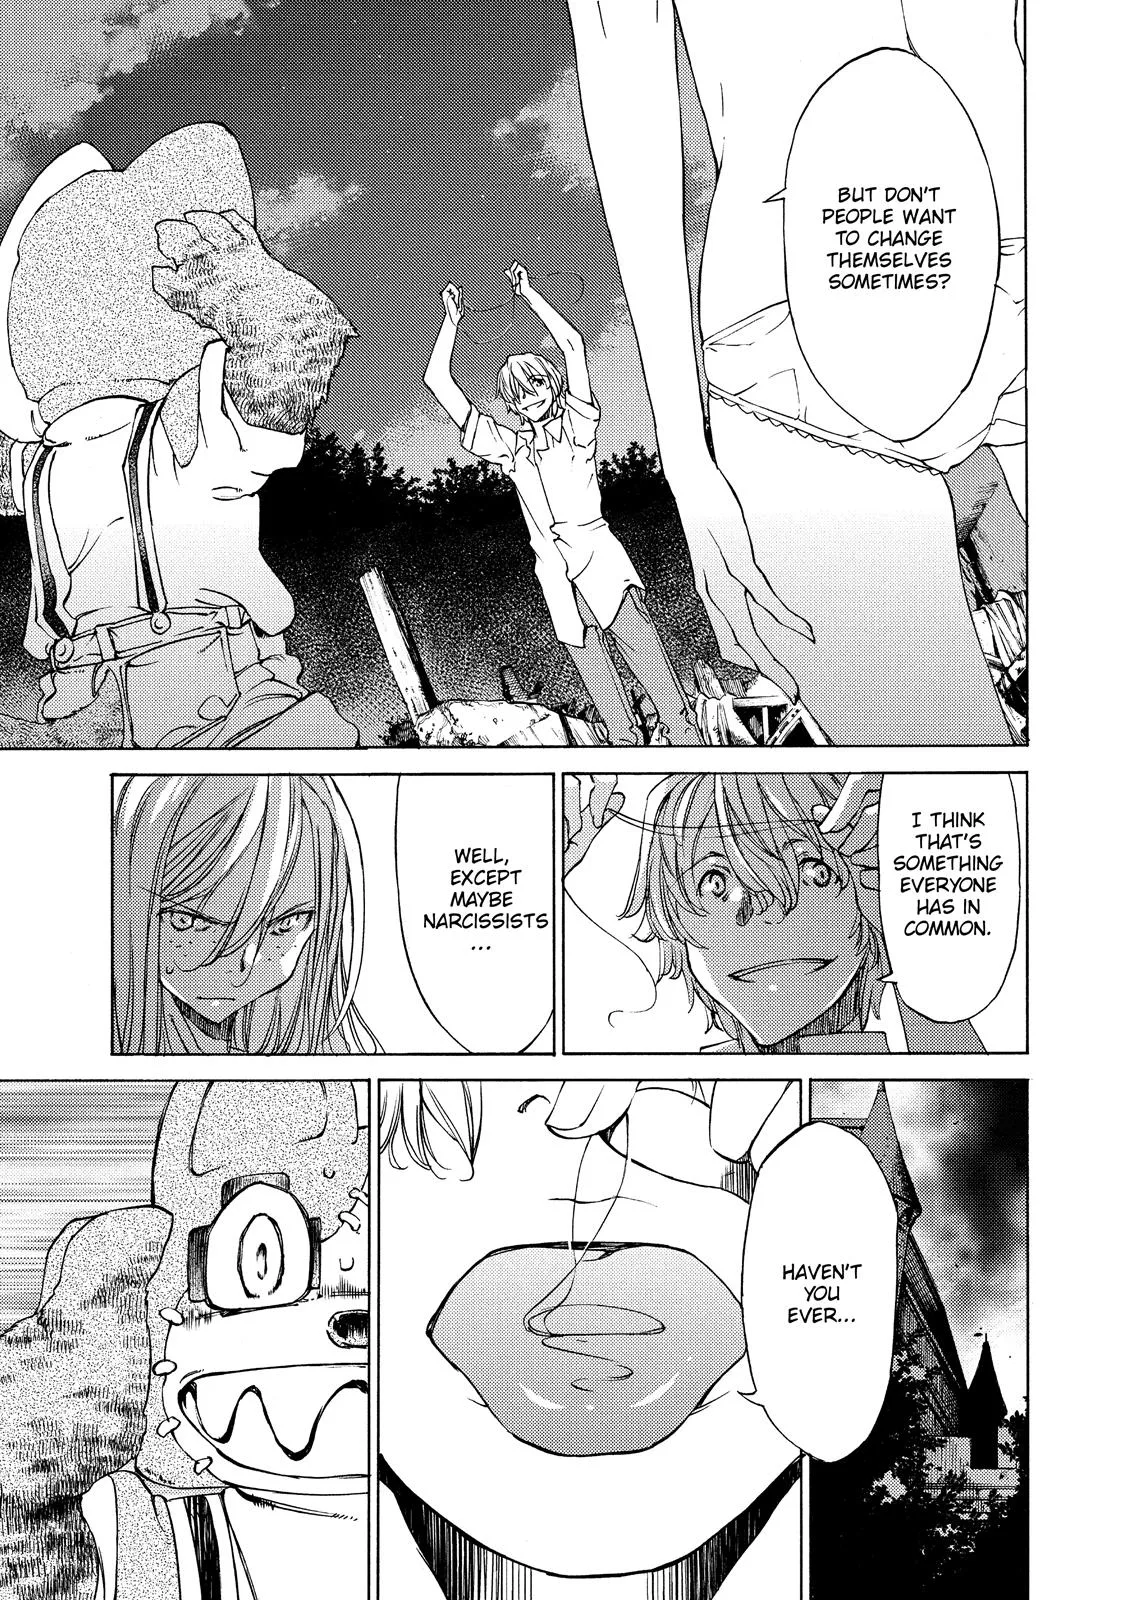 BUT DON'T
PEOPLE WANT
TO CHANGE
THEMSELVES
SOMETIMES?
I THINK
THAT'S
SOMETHING
EVERYONE
HAS IN
COMMON.
WELL,
EXCEPT
MAYBE
NARCISSISTS
...
HAVEN'T
YOU
EVER...